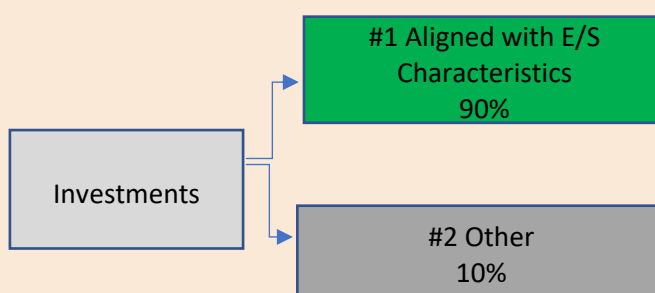 #1 Aligned with E/S
Characteristics
90%
Investments
#2 Other
10%